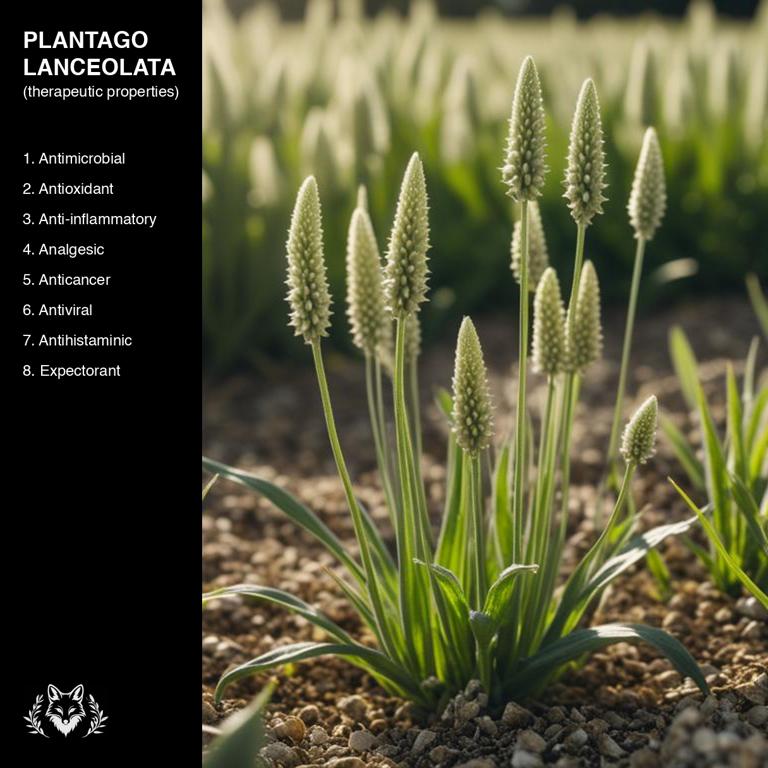 PLANTAGO
LANCEOLATA
(therapeutic properties)
1. Antimicrobial
2. Antioxidant
3. Anti-inflammatory
4. Analgesic
5. Anticancer
6. Antiviral
7. Antihistaminic
8. Expectorant